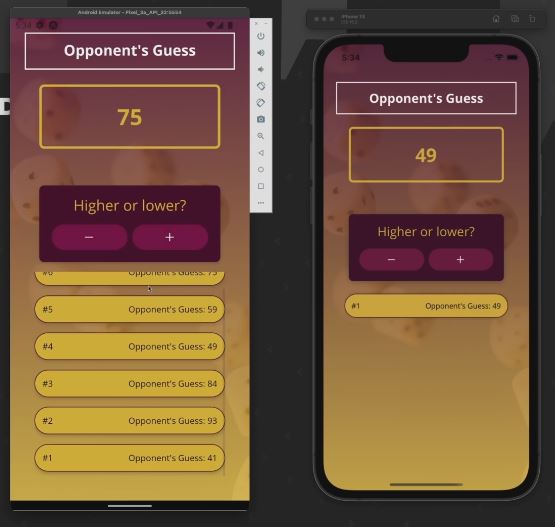 Android Emulator - Pixel_3a_API_33:5554
5:34
Opponent's Guess
75
Higher or lower?
− +
#6 Opponent's Guess: 75
#5 Opponent's Guess: 59
#4 Opponent's Guess: 49
#3 Opponent's Guess: 84
#2 Opponent's Guess: 93
#1 Opponent's Guess: 41
iPhone 13
5:34
Opponent's Guess
49
Higher or lower?
− +
#1 Opponent's Guess: 49